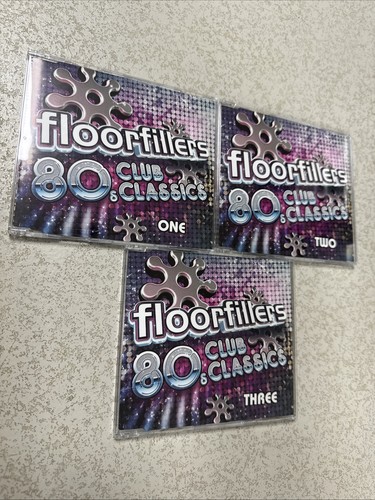 floorfillers
80s CLUB
CLASSICS
ONE
floorfillers
80s CLUB
CLASSICS
TWO
floorfillers
80s CLUB
CLASSICS
THREE